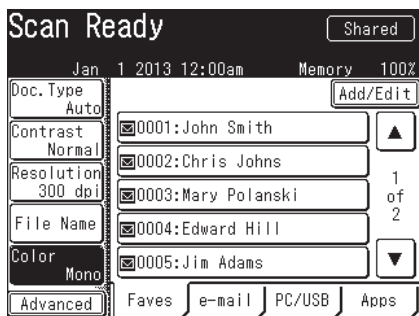 Scan Ready
Shared
Jan 1 2013 12:00am Memory 100%
Doc.Type
Auto
Add/Edit
Contrast
Normal
0001:John Smith
▲
0002:Chris Johns
Resolution
300 dpi
0003:Mary Polanski
1
of
2
File Name
0004:Edward Hill
Color
Mono
0005:Jim Adams
▼
Advanced
Faves
e-mail
PC/USB
Apps